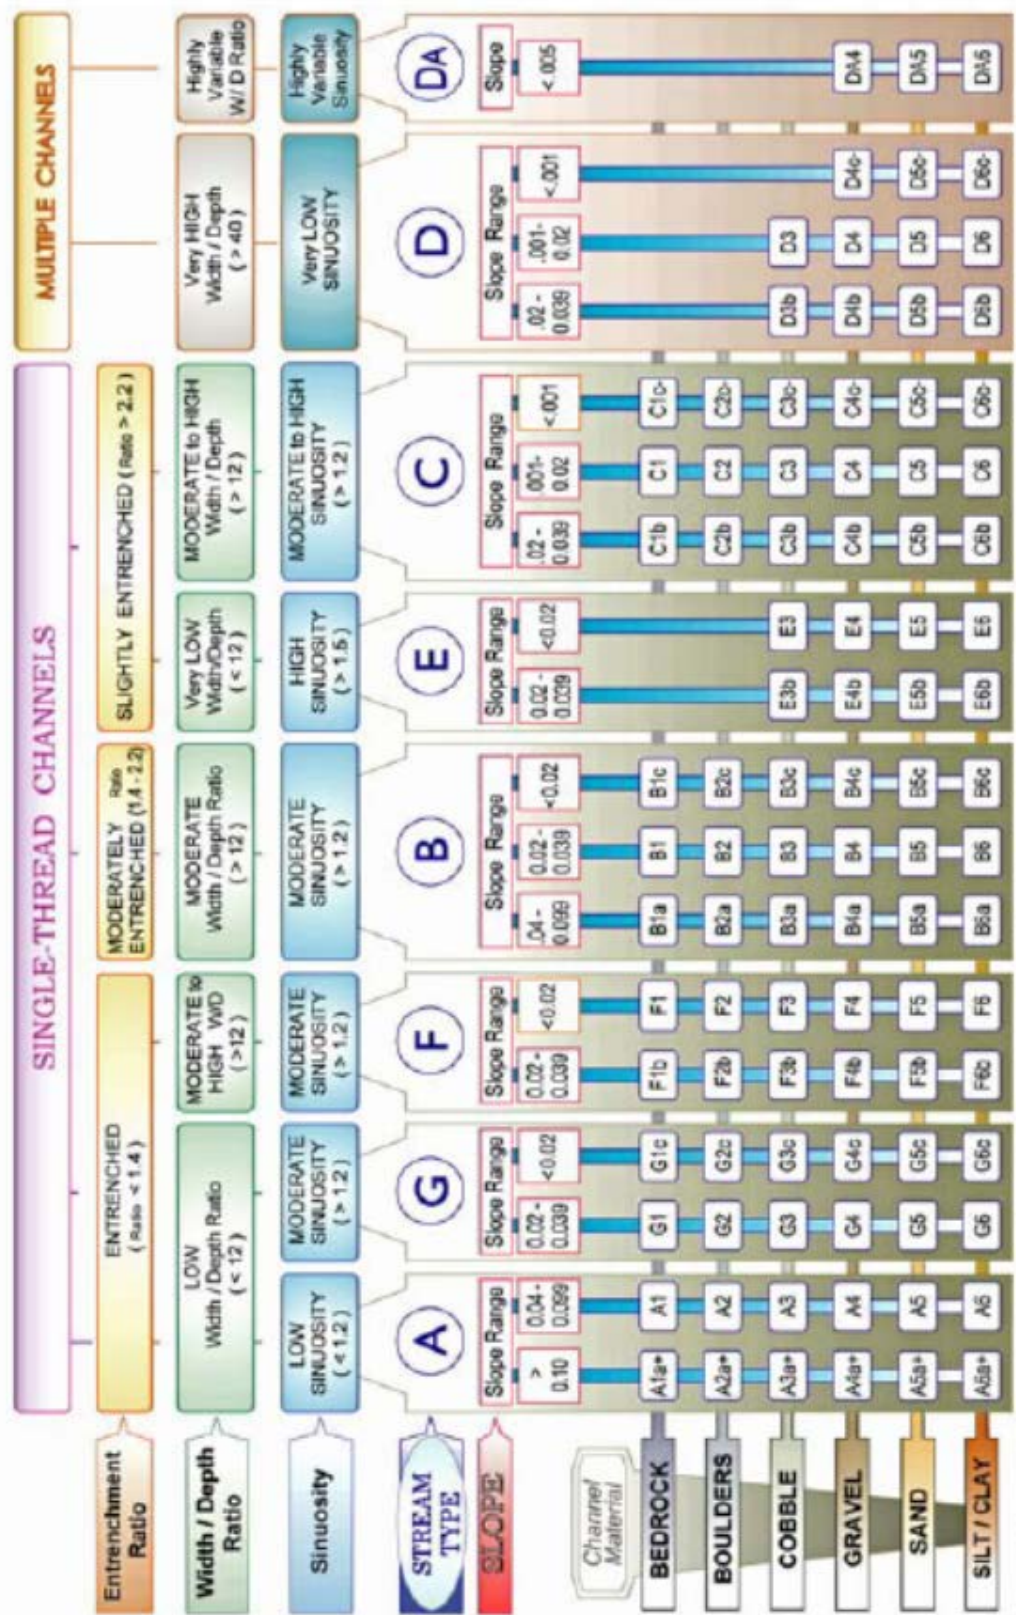 SINGLE-THREAD CHANNELS
MULTIPLE CHANNELS
Entrenchment
Ratio
ENTRENCHED
( Ratio < 1.4 )
MODERATELY Ratio
ENTRENCHED (1.4 - 2.2)
SLIGHTLY ENTRENCHED ( Ratio > 2.2 )
Width / Depth
Ratio
LOW
Width / Depth Ratio
( < 12 )
MODERATE to
HIGH W/D
( >12 )
MODERATE
Width / Depth Ratio
( > 12 )
Very LOW
Width/Depth
( < 12 )
MODERATE to HIGH
Width / Depth
( > 12 )
Very HIGH
Width / Depth
( > 40 )
Highly
Variable
W / D Ratio
Sinuosity
LOW
SINUOSITY
( < 1.2 )
MODERATE
SINUOSITY
( > 1.2 )
MODERATE
SINUOSITY
( > 1.2 )
MODERATE
SINUOSITY
( > 1.2 )
HIGH
SINUOSITY
( > 1.5 )
MODERATE to HIGH
SINUOSITY
( > 1.2 )
Very LOW
SINUOSITY
Highly
Variable
Sinuosity
STREAM
TYPE
A
G
F
B
E
C
D
DA
SLOPE
Slope Range
Slope Range
Slope Range
Slope Range
Slope Range
Slope Range
Slope Range
Slope
>
0.10
0.04 -
0.099
0.02 -
0.039
<0.02
0.02 -
0.039
<0.02
.04 -
0.099
0.02 -
0.039
<0.02
0.02 -
0.039
<0.02
.02 -
0.039
.001-
0.02
<.001
.02 -
0.039
.001-
0.02
<.001
<.005
Channel
Material
BEDROCK
A1a+ A1 G1 G1c F1b F1 B1a B1 B1c C1b C1 C1c-
BOULDERS
A2a+ A2 G2 G2c F2b F2 B2a B2 B2c C2b C2 C2c-
COBBLE
A3a+ A3 G3 G3c F3b F3 B3a B3 B3c E3b E3 C3b C3 C3c- D3b D3
GRAVEL
A4a+ A4 G4 G4c F4b F4 B4a B4 B4c E4b E4 C4b C4 C4c- D4b D4 D4c- DA4
SAND
A5a+ A5 G5 G5c F5b F5 B5a B5 B5c E5b E5 C5b C5 C5c- D5b D5 D5c- DA5
SILT / CLAY
A6 G6 G6c F6b F6 B6a B6 B6c E6b E6 C6b C6 C6c- D6b D6 D6c- DA6